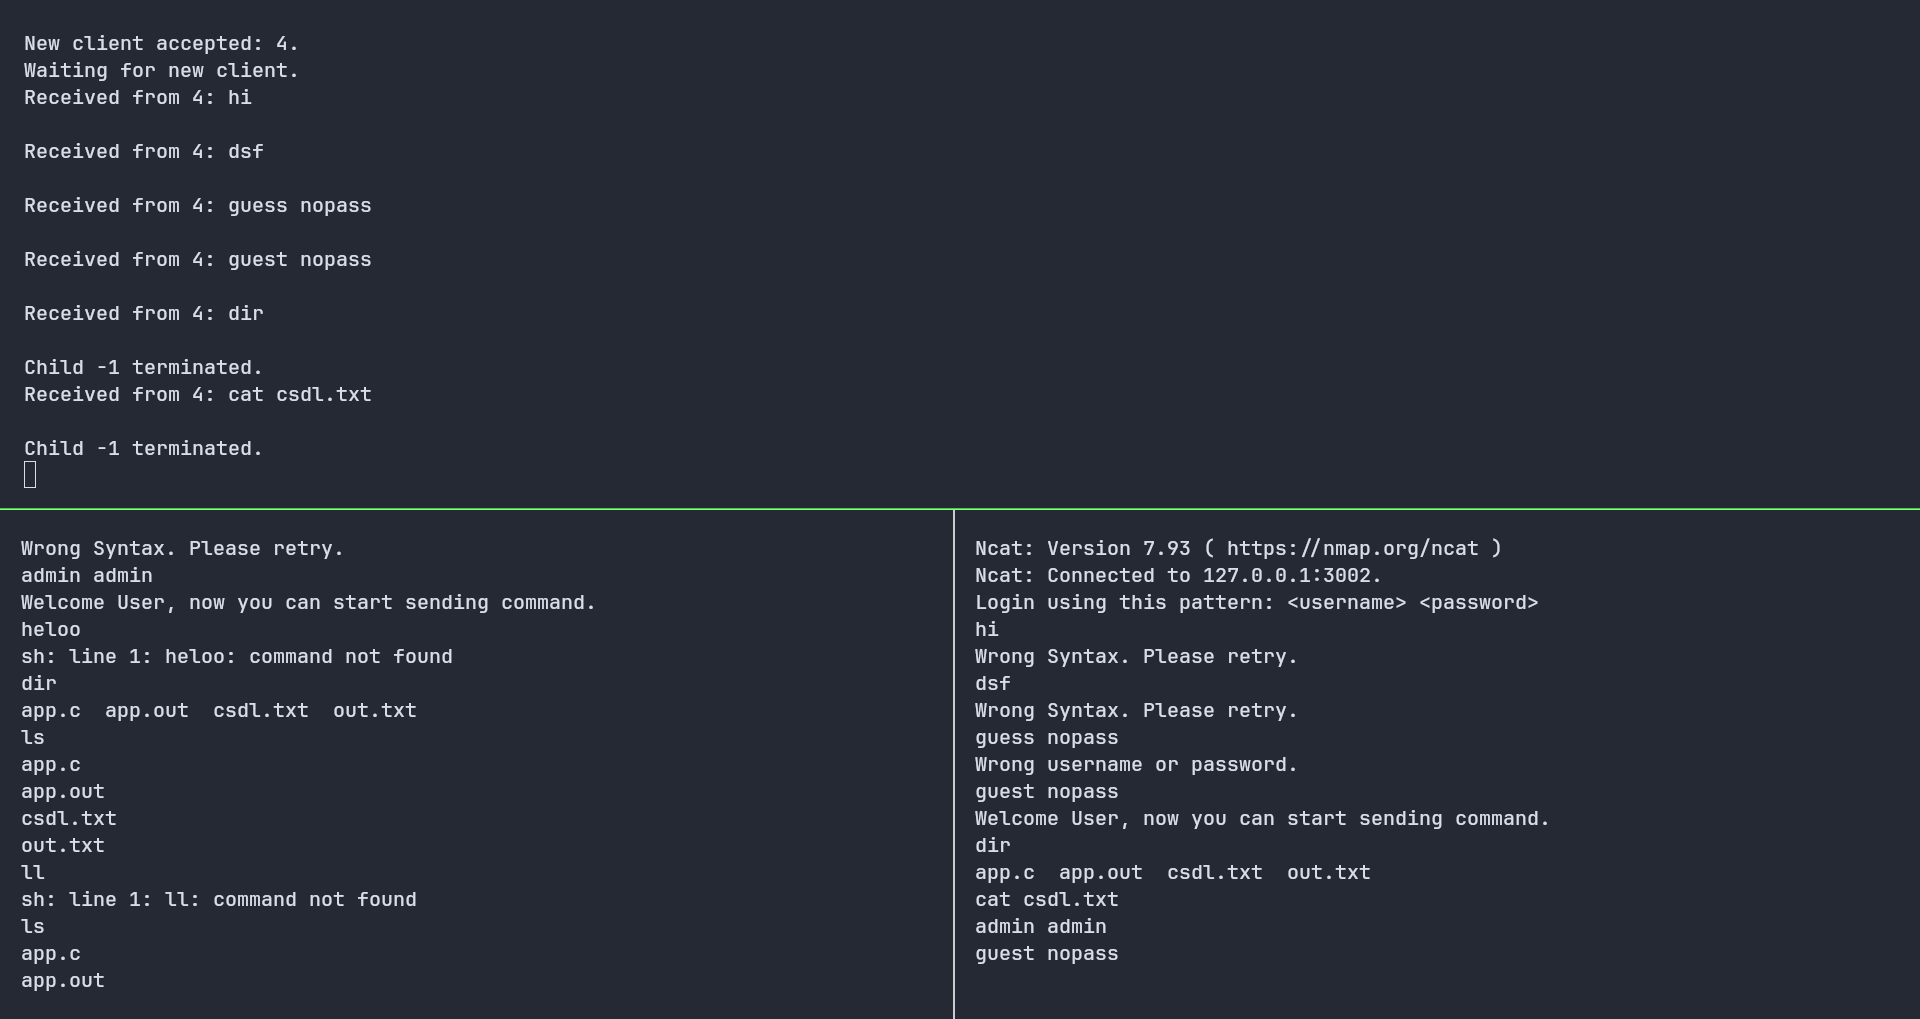 New client accepted: 4.
Waiting for new client.
Received from 4: hi
Received from 4: dsf
Received from 4: guess nopass
Received from 4: guest nopass
Received from 4: dir
Child -1 terminated.
Received from 4: cat csdl.txt
Child -1 terminated.
Wrong Syntax. Please retry.
admin admin
Welcome User, now you can start sending command.
heloo
sh: line 1: heloo: command not found
dir
app.c  app.out  csdl.txt  out.txt
ls
app.c
app.out
csdl.txt
out.txt
ll
sh: line 1: ll: command not found
ls
app.c
app.out
Ncat: Version 7.93 ( https://nmap.org/ncat )
Ncat: Connected to 127.0.0.1:3002.
Login using this pattern: <username> <password>
hi
Wrong Syntax. Please retry.
dsf
Wrong Syntax. Please retry.
guess nopass
Wrong username or password.
guest nopass
Welcome User, now you can start sending command.
dir
app.c  app.out  csdl.txt  out.txt
cat csdl.txt
admin admin
guest nopass